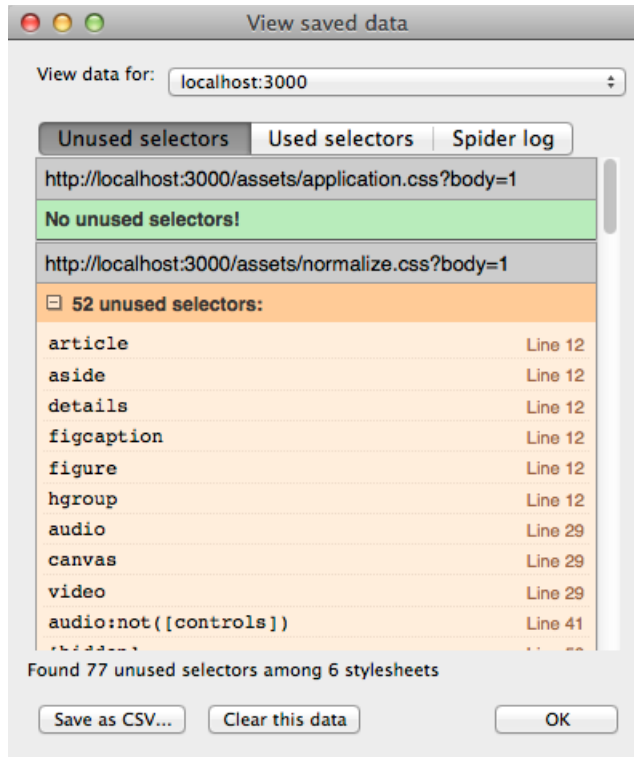 View saved data
View data for: localhost:3000
Unused selectors Used selectors Spider log
http://localhost:3000/assets/application.css?body=1
No unused selectors!
http://localhost:3000/assets/normalize.css?body=1
52 unused selectors:
article Line 12
aside Line 12
details Line 12
figcaption Line 12
figure Line 12
hgroup Line 12
audio Line 29
canvas Line 29
video Line 29
audio:not([controls]) Line 41
Found 77 unused selectors among 6 stylesheets
Save as CSV... Clear this data OK